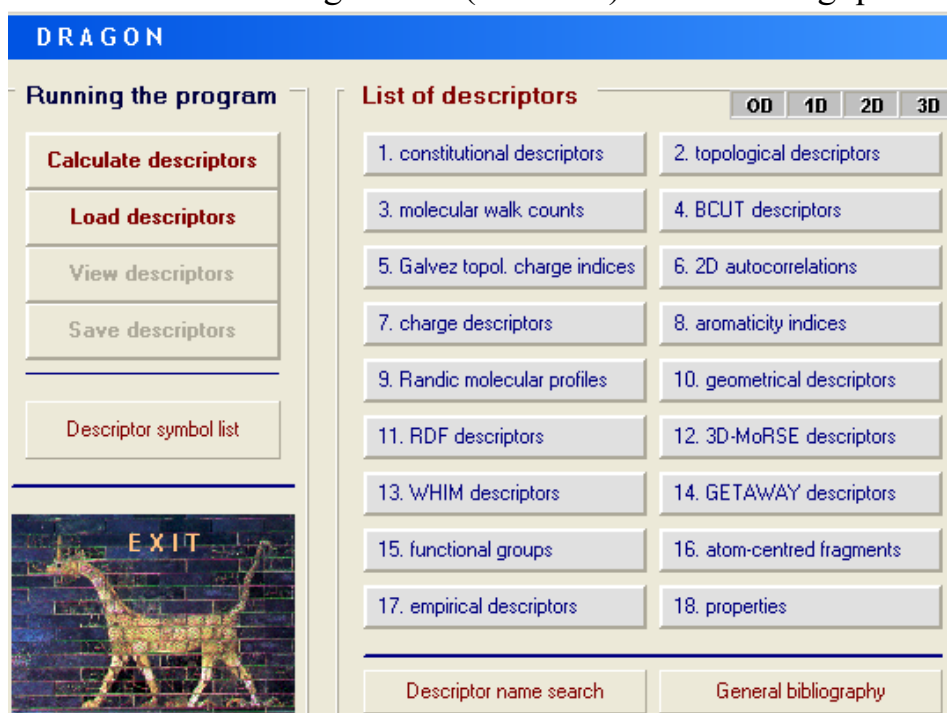 DRAGON
Running the program
Calculate descriptors
Load descriptors
View descriptors
Save descriptors
Descriptor symbol list
EXIT
List of descriptors
0D 1D 2D 3D
1. constitutional descriptors
2. topological descriptors
3. molecular walk counts
4. BCUT descriptors
5. Galvez topol. charge indices
6. 2D autocorrelations
7. charge descriptors
8. aromaticity indices
9. Randic molecular profiles
10. geometrical descriptors
11. RDF descriptors
12. 3D-MoRSE descriptors
13. WHIM descriptors
14. GETAWAY descriptors
15. functional groups
16. atom-centred fragments
17. empirical descriptors
18. properties
Descriptor name search
General bibliography